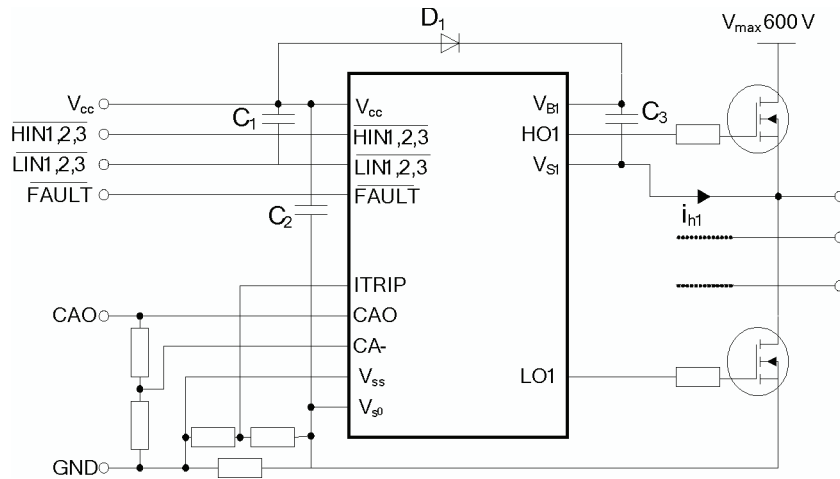 D₁
Vmax 600 V
Vcc
C₁
Vcc
VB1
C₃
HIN1,2,3
HIN1,2,3
HO1
LIN1,2,3
LIN1,2,3
VS1
FAULT
FAULT
C₂
ih1
ITRIP
CAO
CAO
CA-
Vss
LO1
Vs0
GND